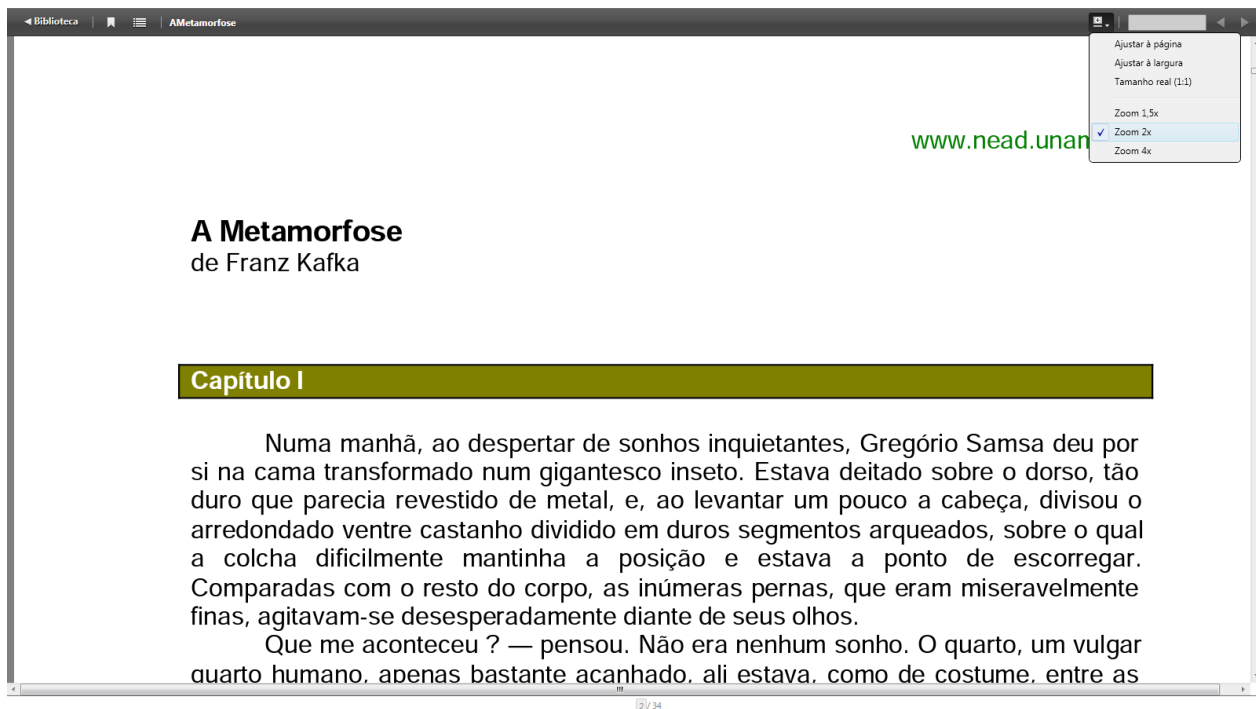 Biblioteca AMetamorfose
Ajustar à página
Ajustar à largura
Tamanho real (1:1)
Zoom 1,5x
Zoom 2x
Zoom 4x
www.nead.unam
A Metamorfose
de Franz Kafka
Capítulo I
Numa manhã, ao despertar de sonhos inquietantes, Gregório Samsa deu por
si na cama transformado num gigantesco inseto. Estava deitado sobre o dorso, tão
duro que parecia revestido de metal, e, ao levantar um pouco a cabeça, divisou o
arredondado ventre castanho dividido em duros segmentos arqueados, sobre o qual
a colcha dificilmente mantinha a posição e estava a ponto de escorregar.
Comparadas com o resto do corpo, as inúmeras pernas, que eram miseravelmente
finas, agitavam-se desesperadamente diante de seus olhos.
Que me aconteceu ? — pensou. Não era nenhum sonho. O quarto, um vulgar
quarto humano, apenas bastante acanhado, ali estava, como de costume, entre as
2 / 34